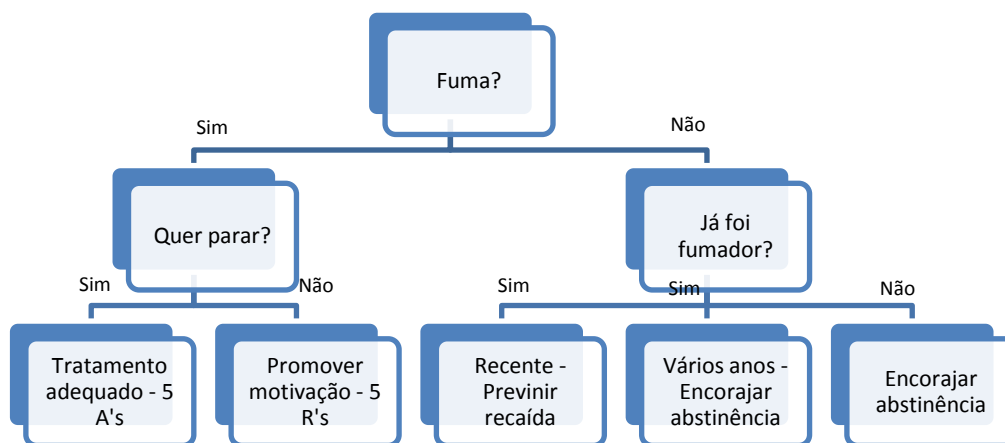 Fuma?
Sim
Não
Quer parar?
Já foi
fumador?
Sim
Não
Sim
Sim
Não
Tratamento
adequado - 5
A's
Promover
motivação - 5
R's
Recente -
Previnir
recaída
Vários anos -
Encorajar
abstinência
Encorajar
abstinência